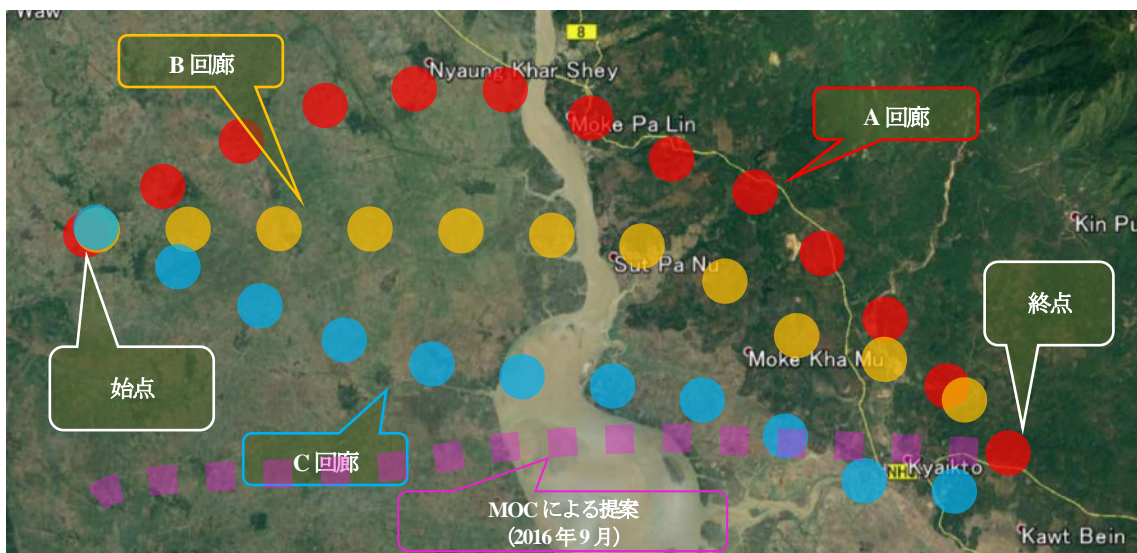 Waw
8
B 回廊
Nyaung Khar Shey
A 回廊
Moke Pa Lin
Kin Pu
Sut Pa Nu
終点
Moke Kha Mu
始点
C 回廊
Kyaikto
MOC による提案
(2016 年 9 月)
Kawt Bein